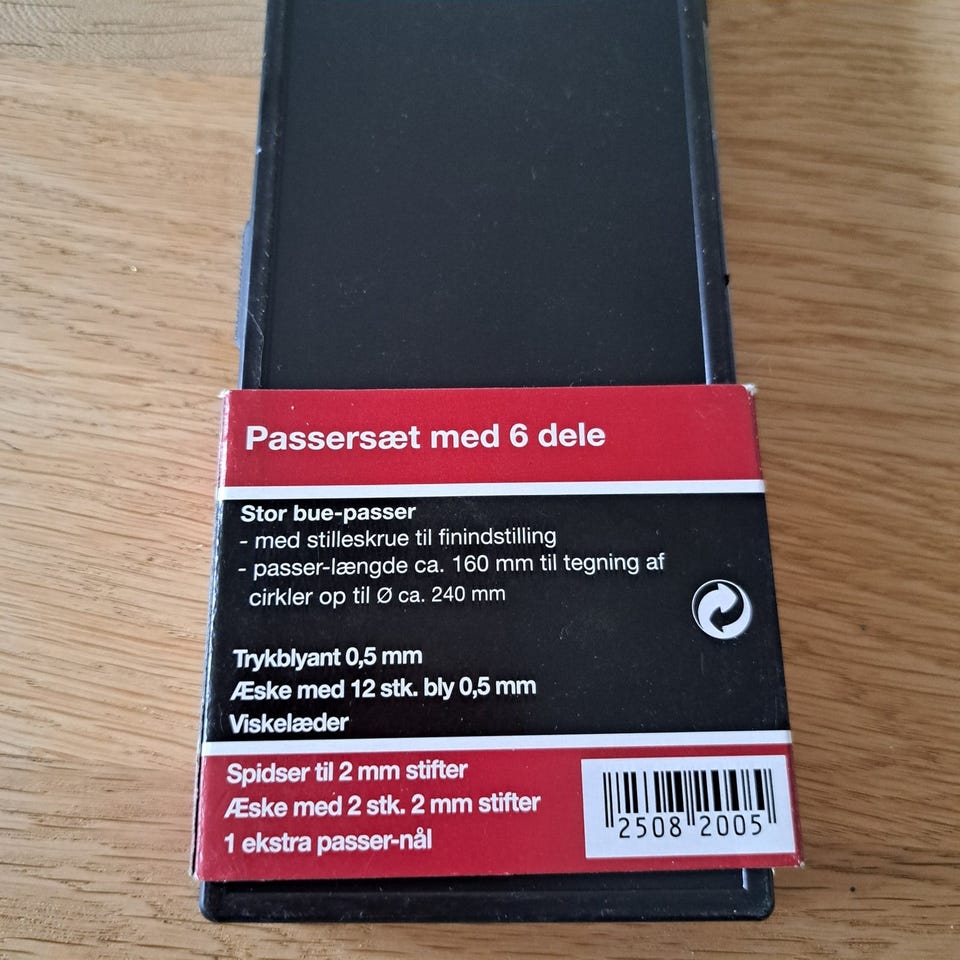 Passersæt med 6 dele
Stor bue-passer
- med stilleskrue til finindstilling
- passer-længde ca. 160 mm til tegning af
cirkler op til Ø ca. 240 mm
Trykblyant 0,5 mm
Æske med 12 stk. bly 0,5 mm
Viskelæder
Spidser til 2 mm stifter
Æske med 2 stk. 2 mm stifter
1 ekstra passer-nål
2508 2005